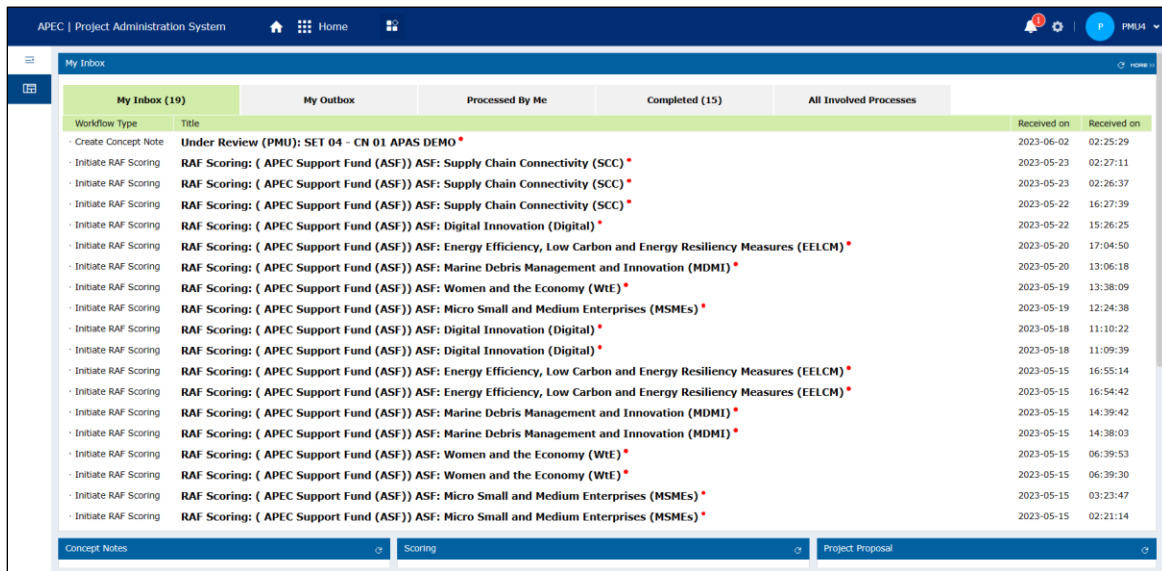 APEC | Project Administration System Home 1 P PMU4
My Inbox HOME >>
My Inbox (19) My Outbox Processed By Me Completed (15) All Involved Processes
Workflow Type Title Received on Received on
· Create Concept Note Under Review (PMU): SET 04 - CN 01 APAS DEMO 2023-06-02 02:25:29
· Initiate RAF Scoring RAF Scoring: ( APEC Support Fund (ASF)) ASF: Supply Chain Connectivity (SCC) 2023-05-23 02:27:11
· Initiate RAF Scoring RAF Scoring: ( APEC Support Fund (ASF)) ASF: Supply Chain Connectivity (SCC) 2023-05-23 02:26:37
· Initiate RAF Scoring RAF Scoring: ( APEC Support Fund (ASF)) ASF: Supply Chain Connectivity (SCC) 2023-05-22 16:27:39
· Initiate RAF Scoring RAF Scoring: ( APEC Support Fund (ASF)) ASF: Digital Innovation (Digital) 2023-05-22 15:26:25
· Initiate RAF Scoring RAF Scoring: ( APEC Support Fund (ASF)) ASF: Energy Efficiency, Low Carbon and Energy Resiliency Measures (EELCM) 2023-05-20 17:04:50
· Initiate RAF Scoring RAF Scoring: ( APEC Support Fund (ASF)) ASF: Marine Debris Management and Innovation (MDMI) 2023-05-20 13:06:18
· Initiate RAF Scoring RAF Scoring: ( APEC Support Fund (ASF)) ASF: Women and the Economy (WtE) 2023-05-19 13:38:09
· Initiate RAF Scoring RAF Scoring: ( APEC Support Fund (ASF)) ASF: Micro Small and Medium Enterprises (MSMEs) 2023-05-19 12:24:38
· Initiate RAF Scoring RAF Scoring: ( APEC Support Fund (ASF)) ASF: Digital Innovation (Digital) 2023-05-18 11:10:22
· Initiate RAF Scoring RAF Scoring: ( APEC Support Fund (ASF)) ASF: Digital Innovation (Digital) 2023-05-18 11:09:39
· Initiate RAF Scoring RAF Scoring: ( APEC Support Fund (ASF)) ASF: Energy Efficiency, Low Carbon and Energy Resiliency Measures (EELCM) 2023-05-15 16:55:14
· Initiate RAF Scoring RAF Scoring: ( APEC Support Fund (ASF)) ASF: Energy Efficiency, Low Carbon and Energy Resiliency Measures (EELCM) 2023-05-15 16:54:42
· Initiate RAF Scoring RAF Scoring: ( APEC Support Fund (ASF)) ASF: Marine Debris Management and Innovation (MDMI) 2023-05-15 14:39:42
· Initiate RAF Scoring RAF Scoring: ( APEC Support Fund (ASF)) ASF: Marine Debris Management and Innovation (MDMI) 2023-05-15 14:38:03
· Initiate RAF Scoring RAF Scoring: ( APEC Support Fund (ASF)) ASF: Women and the Economy (WtE) 2023-05-15 06:39:53
· Initiate RAF Scoring RAF Scoring: ( APEC Support Fund (ASF)) ASF: Women and the Economy (WtE) 2023-05-15 06:39:30
· Initiate RAF Scoring RAF Scoring: ( APEC Support Fund (ASF)) ASF: Micro Small and Medium Enterprises (MSMEs) 2023-05-15 03:23:47
· Initiate RAF Scoring RAF Scoring: ( APEC Support Fund (ASF)) ASF: Micro Small and Medium Enterprises (MSMEs) 2023-05-15 02:21:14
Concept Notes Scoring Project Proposal